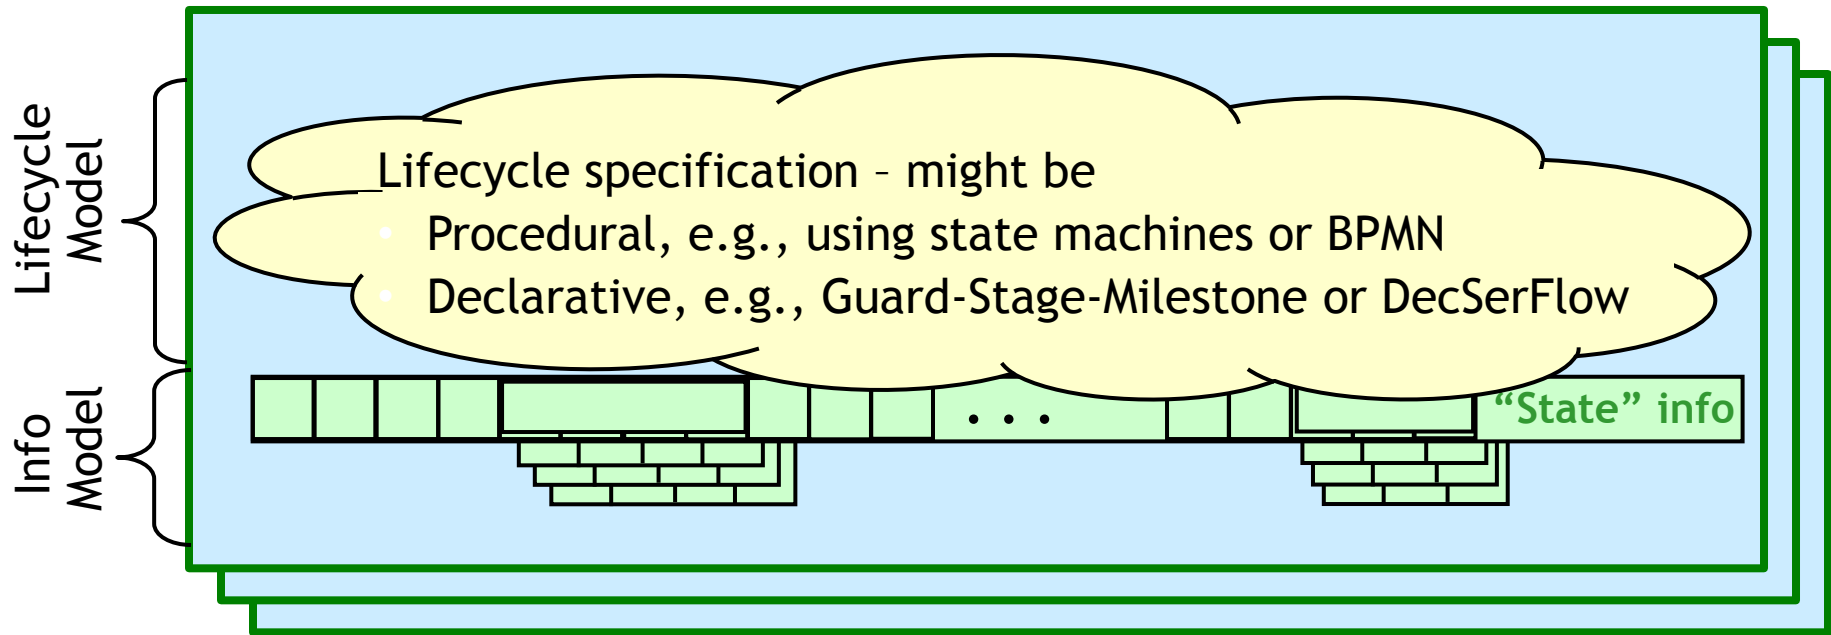 Lifecycle
Model
Lifecycle specification – might be
• Procedural, e.g., using state machines or BPMN
• Declarative, e.g., Guard-Stage-Milestone or DecSerFlow
Info
Model
. . .
“State” info